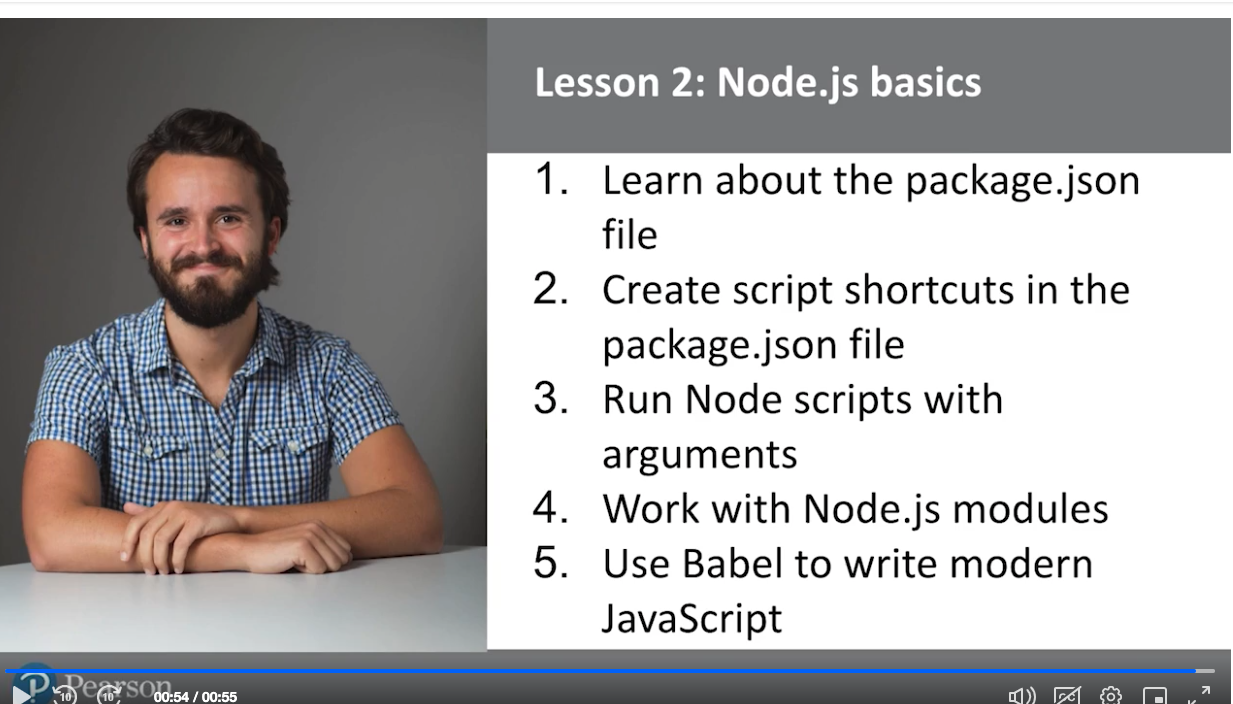 Lesson 2: Node.js basics
1. Learn about the package.json
file
2. Create script shortcuts in the
package.json file
3. Run Node scripts with
arguments
4. Work with Node.js modules
5. Use Babel to write modern
JavaScript
P Pearson
10 10 00:54 / 00:55 CC